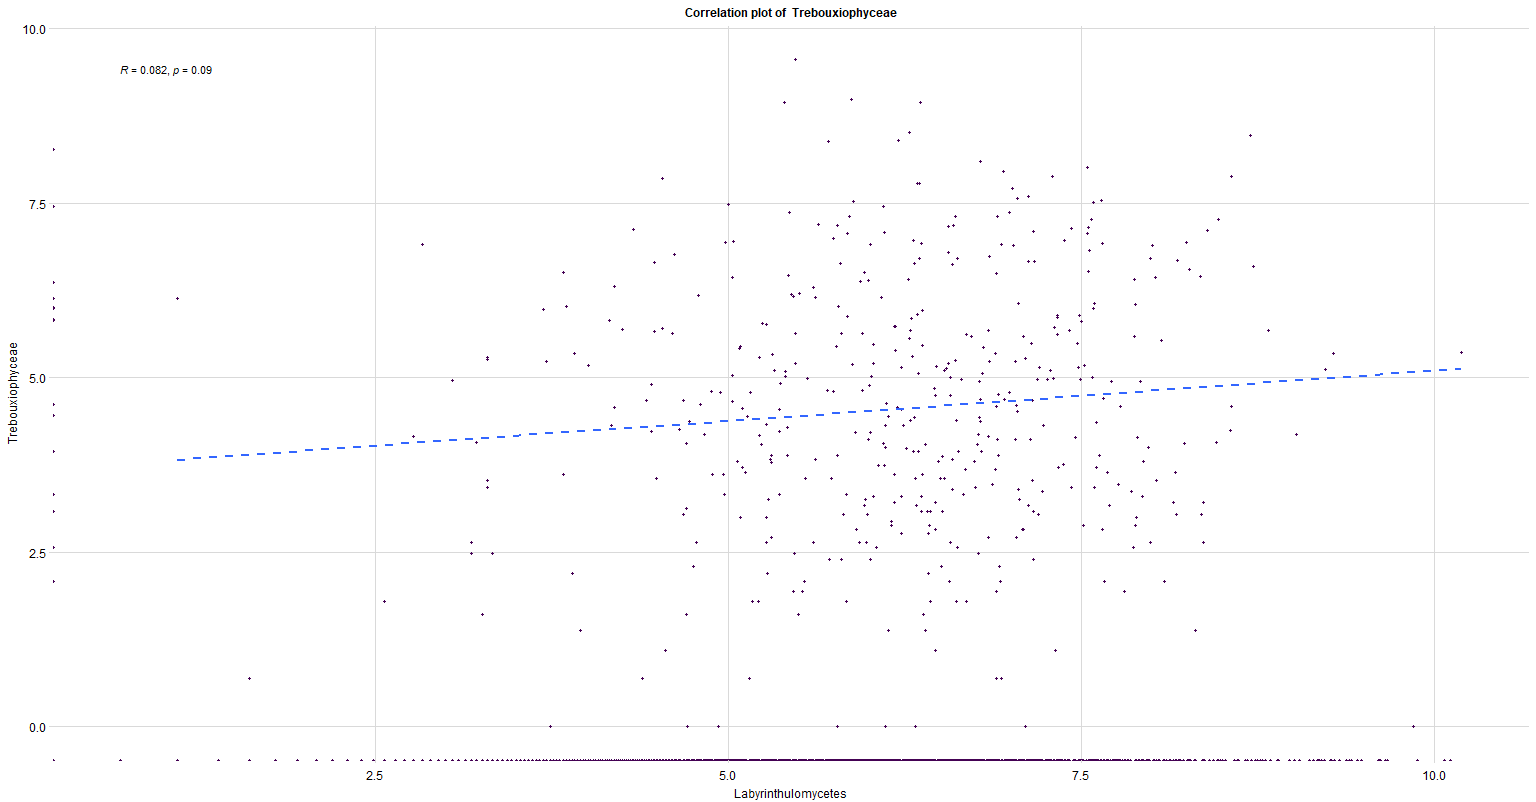 Correlation plot of Trebouxiophyceae
R = 0.082, p = 0.09
10.0
7.5
5.0
2.5
0.0
Trebouxiophyceae
2.5
5.0
7.5
10.0
Labyrinthulomycetes